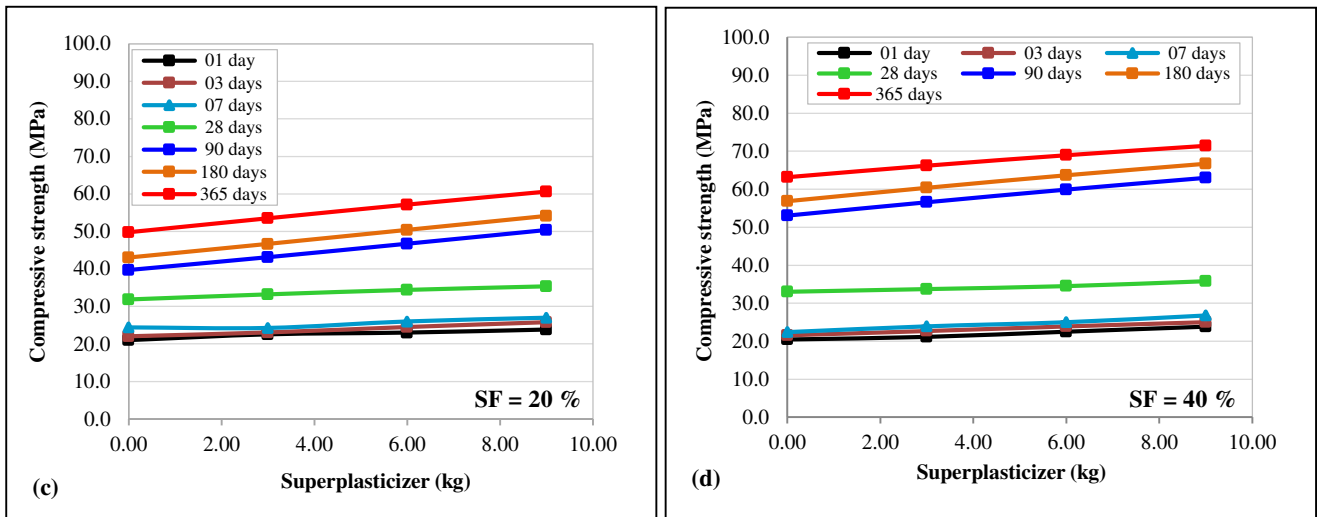 100.0
90.0
80.0
70.0
60.0
50.0
40.0
30.0
20.0
10.0
0.0
Compressive strength (MPa)
01 day
03 days
07 days
28 days
90 days
180 days
365 days
SF = 20 %
0.00 2.00 4.00 6.00 8.00 10.00
Superplasticizer (kg)
(c)
100.0
90.0
80.0
70.0
60.0
50.0
40.0
30.0
20.0
10.0
0.0
Compressive strength (MPa)
01 day 03 days 07 days
28 days 90 days 180 days
365 days
SF = 40 %
0.00 2.00 4.00 6.00 8.00 10.00
Superplasticizer (kg)
(d)